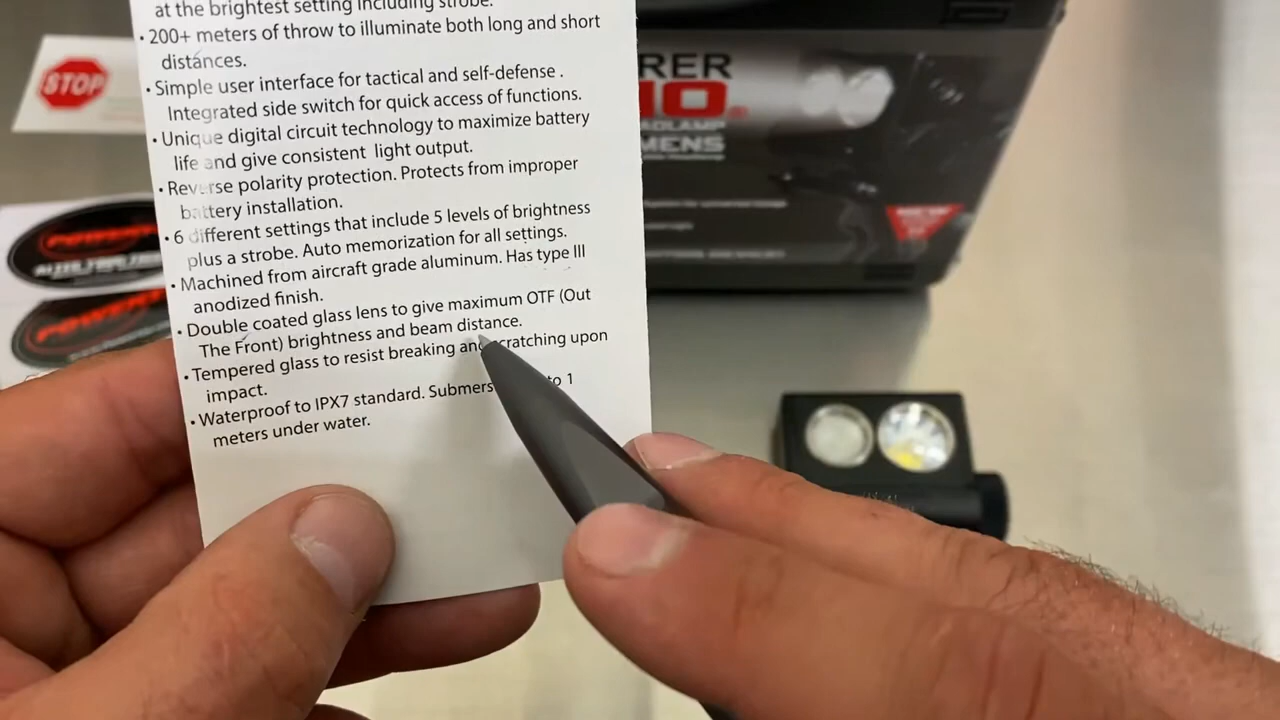 at the brightest setting including strobe.
• 200+ meters of throw to illuminate both long and short
distances.
• Simple user interface for tactical and self-defense .
Integrated side switch for quick access of functions.
• Unique digital circuit technology to maximize battery
life and give consistent light output.
• Reverse polarity protection. Protects from improper
battery installation.
• 6 different settings that include 5 levels of brightness
plus a strobe. Auto memorization for all settings.
• Machined from aircraft grade aluminum. Has type III
anodized finish.
• Double coated glass lens to give maximum OTF (Out
The Front) brightness and beam distance.
• Tempered glass to resist breaking and scratching upon
impact.
• Waterproof to IPX7 standard. to 1
meters under water.
STOP